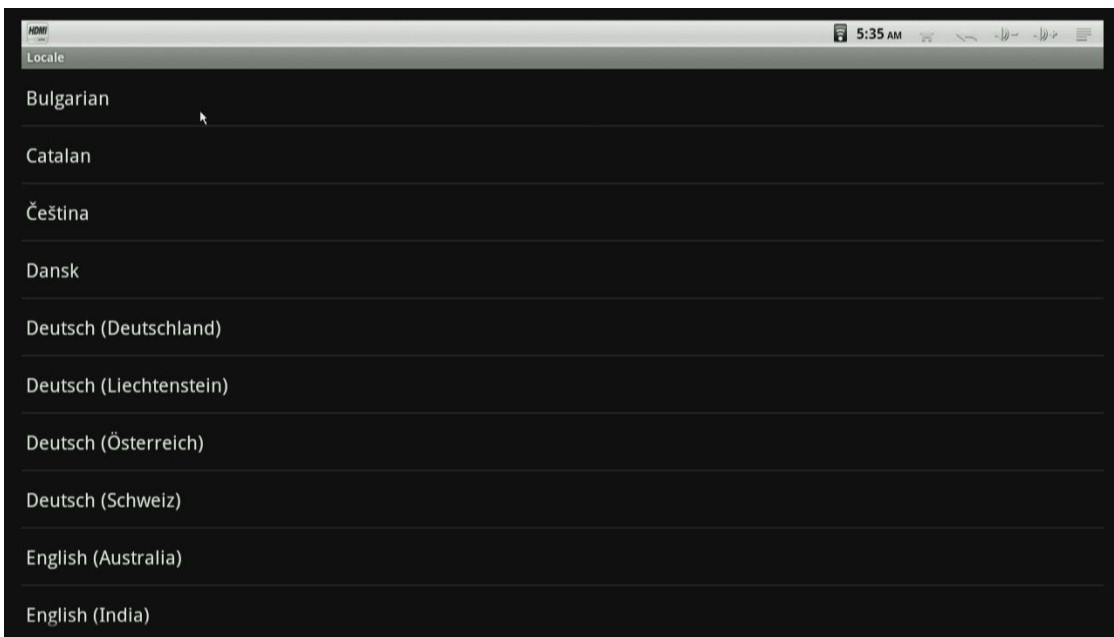 HDMI
5:35 AM
Locale
Bulgarian
Catalan
Čeština
Dansk
Deutsch (Deutschland)
Deutsch (Liechtenstein)
Deutsch (Österreich)
Deutsch (Schweiz)
English (Australia)
English (India)